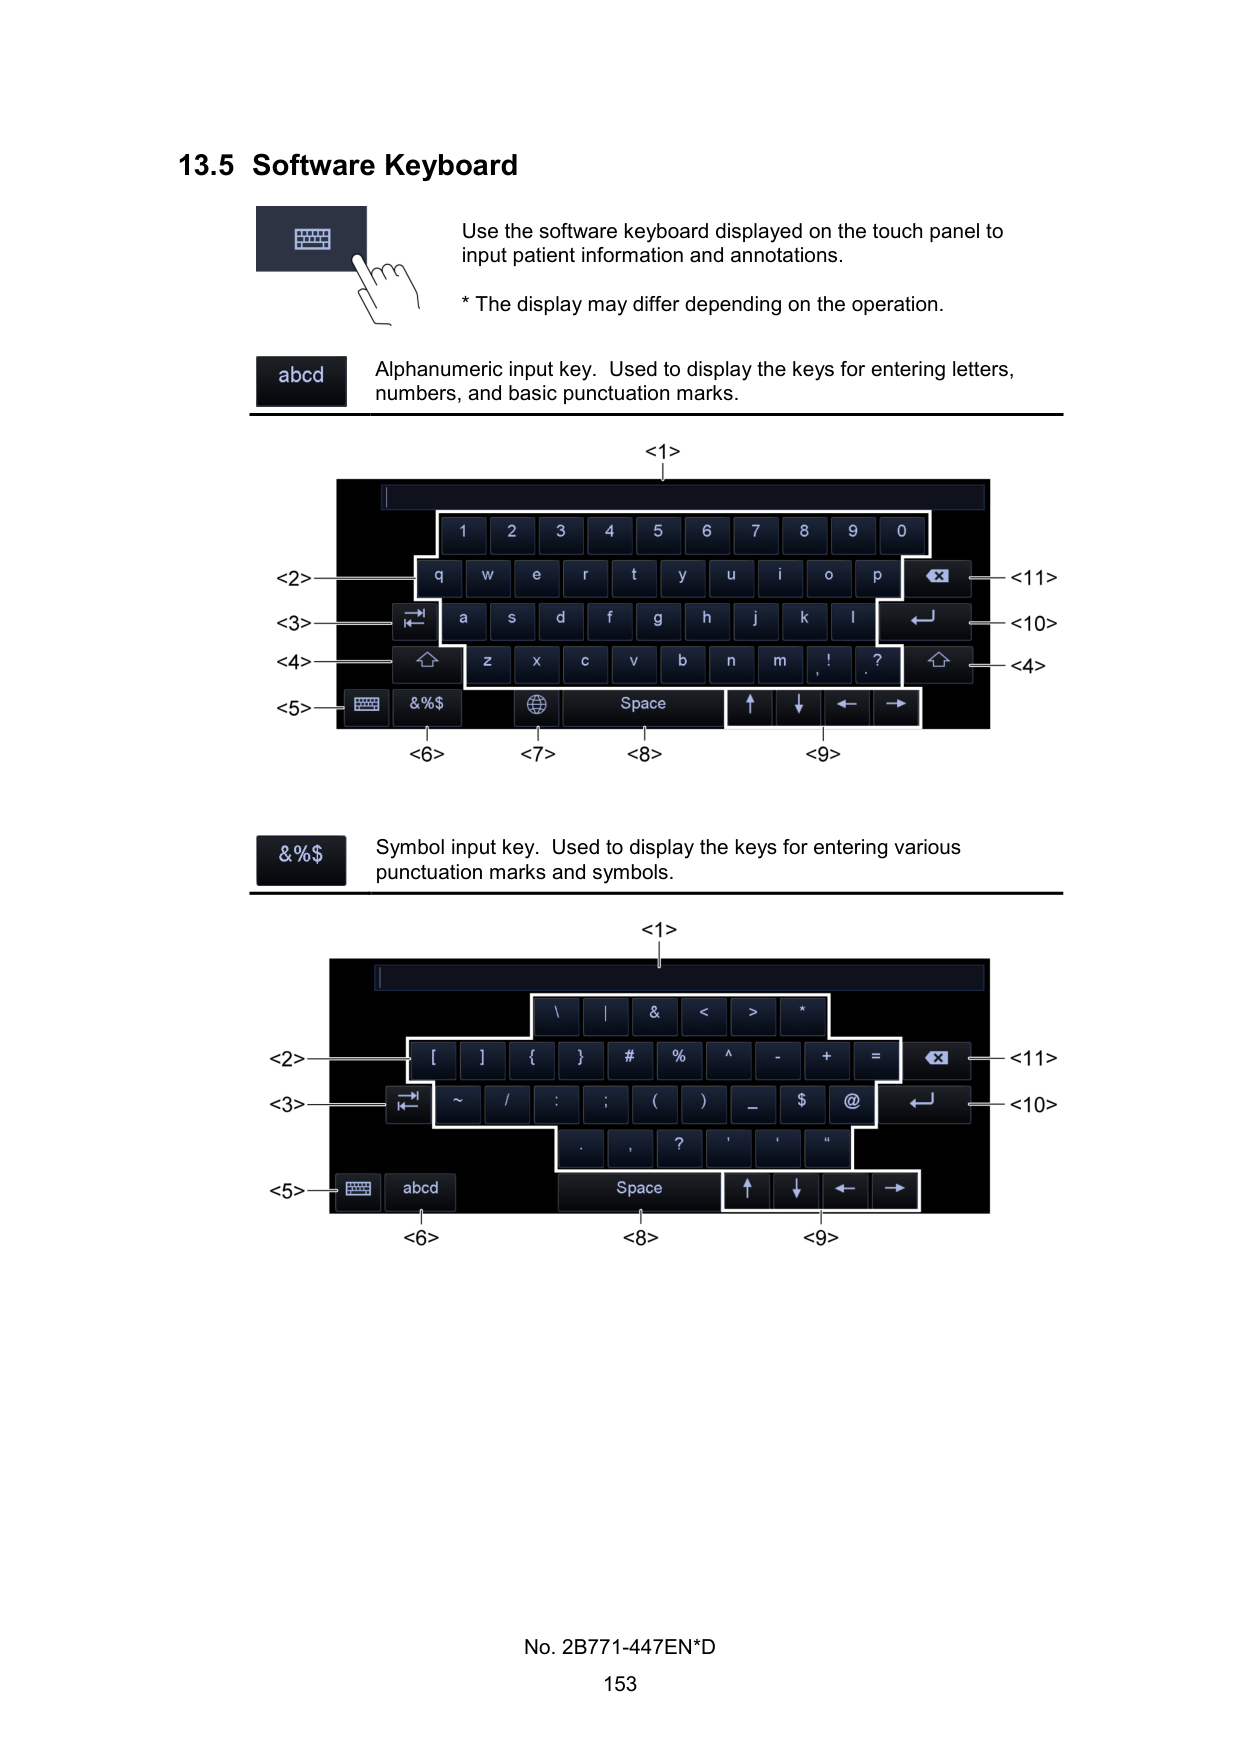 13.5 Software Keyboard
Use the software keyboard displayed on the touch panel to
input patient information and annotations.
* The display may differ depending on the operation.
abcd
Alphanumeric input key. Used to display the keys for entering letters,
numbers, and basic punctuation marks.
<1>
1 2 3 4 5 6 7 8 9 0
<2> q w e r t y u i o p <11>
<3> a s d f g h j k l <10>
<4> z x c v b n m , ! . ? <4>
<5> &%$ Space
<6> <7> <8> <9>
&%$
Symbol input key. Used to display the keys for entering various
punctuation marks and symbols.
<1>
\ | & < > *
<2> [ ] { } # % ^ - + = <11>
<3> ~ / : ; ( ) _ $ @ <10>
. , ? ' ‘ “
<5> abcd Space
<6> <8> <9>
No. 2B771-447EN*D
153